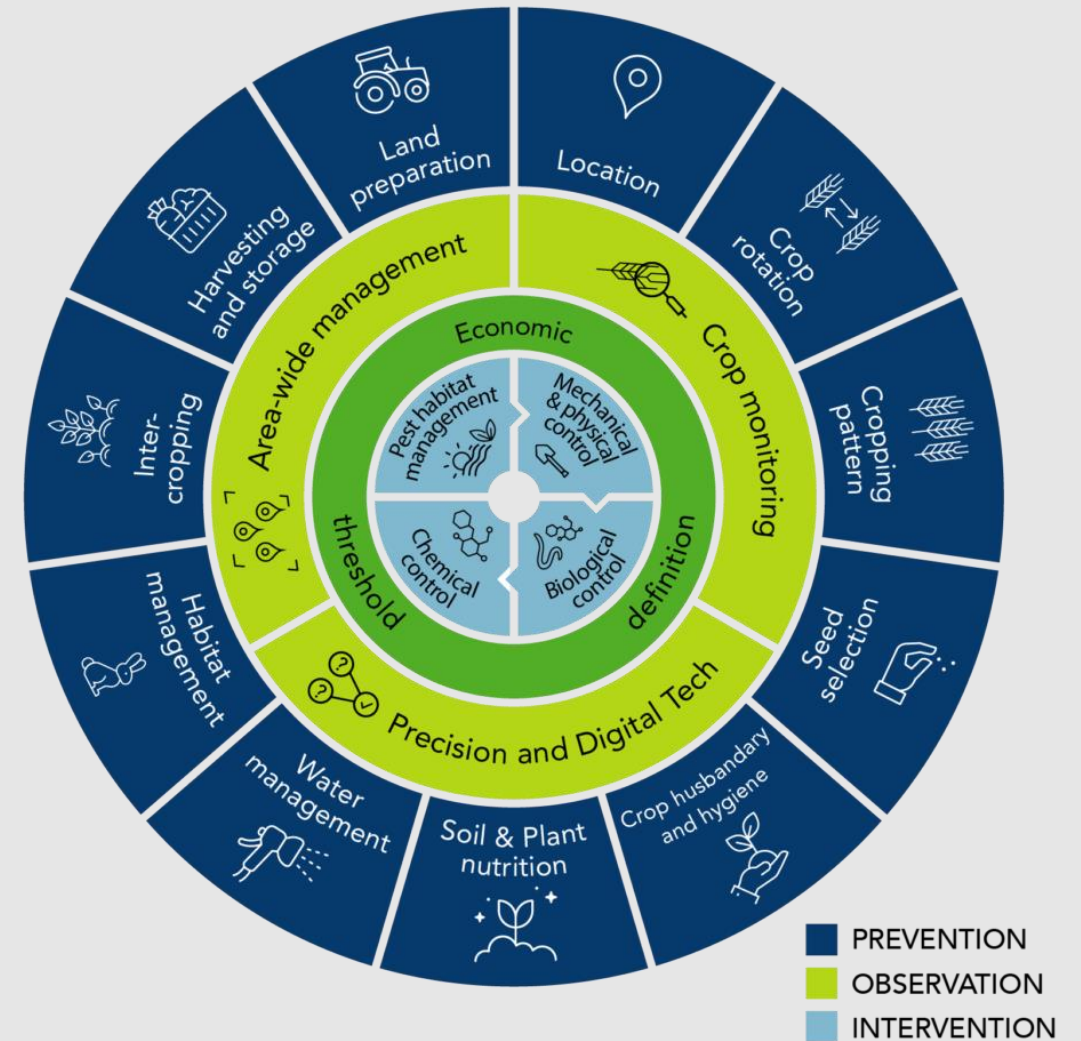 Land
preparation
Location
Crop
rotation
Cropping
pattern
Seed
selection
Crop husbandary
and hygiene
Soil & Plant
nutrition
Water
management
Habitat
management
Inter-
cropping
Harvesting
and storage
Area-wide management
Crop monitoring
Precision and Digital Tech
Economic
threshold
definition
Pest habitat
management
Mechanical
& physical
control
Biological
control
Chemical
control
? ?
PREVENTION
OBSERVATION
INTERVENTION